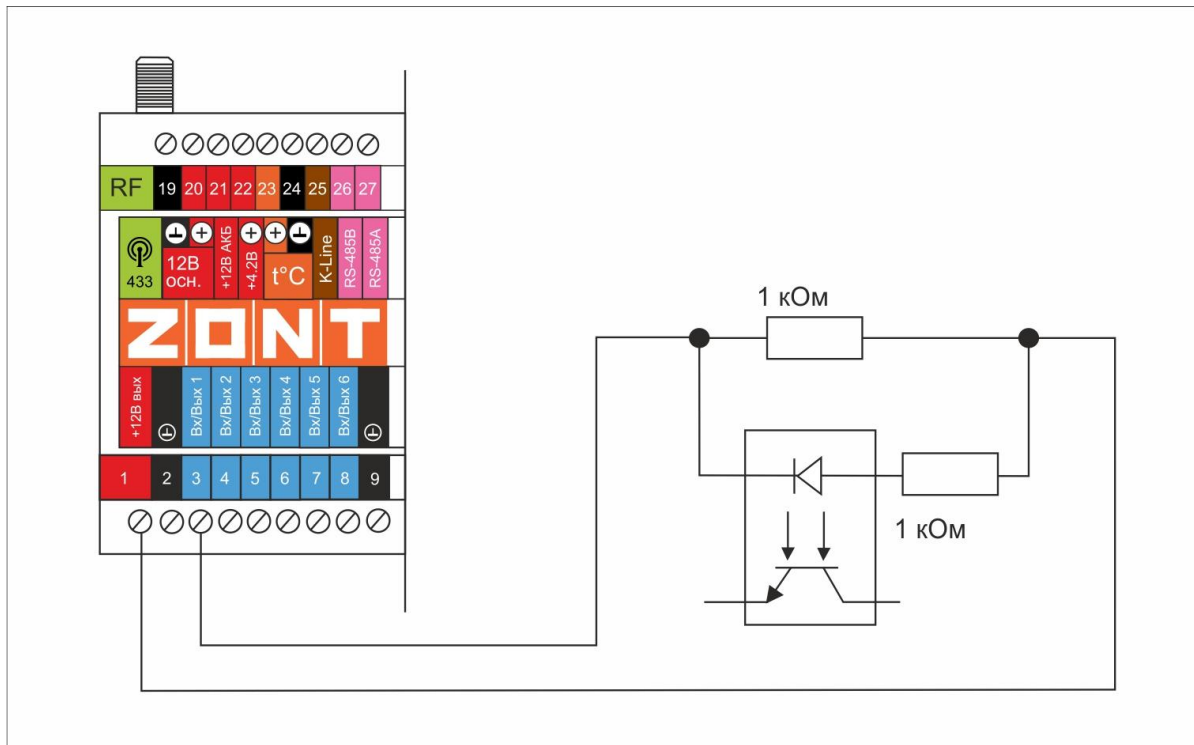 RF 19 20 21 22 23 24 25 26 27
433
12В
осн.
+12В АКБ
+4.2В
t°C
K-Line
RS-485B
RS-485A
ZONT
+12В вых
Вх/Вых 1
Вх/Вых 2
Вх/Вых 3
Вх/Вых 4
Вх/Вых 5
Вх/Вых 6
1 2 3 4 5 6 7 8 9
1 кОм
1 кОм